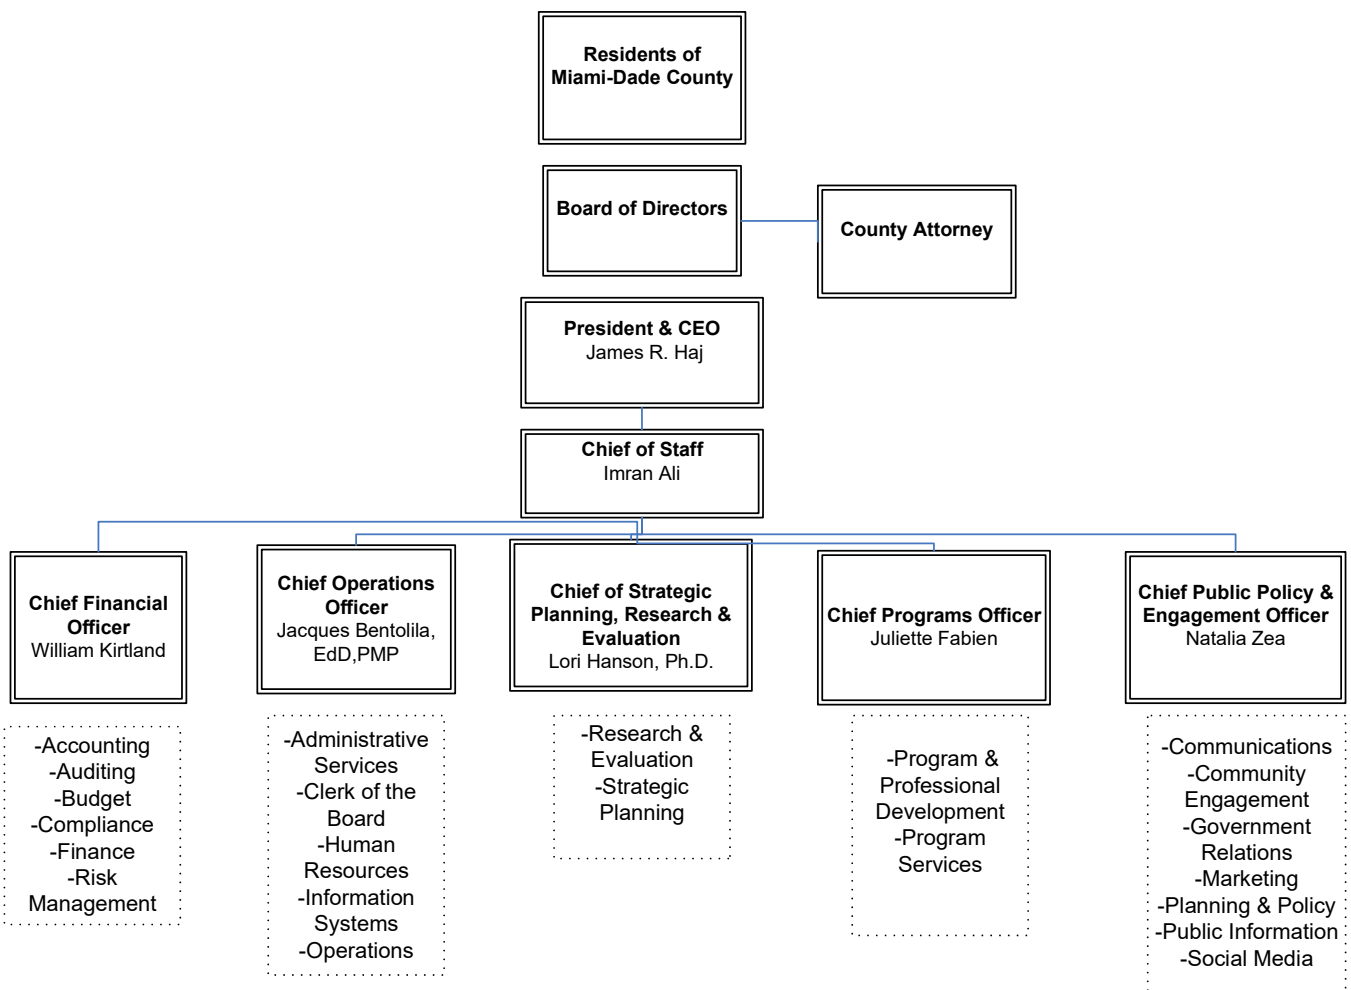 Residents of
Miami-Dade County
Board of Directors
County Attorney
President & CEO
James R. Haj
Chief of Staff
Imran Ali
Chief Financial
Officer
William Kirtland
Chief Operations
Officer
Jacques Bentolila,
EdD,PMP
Chief of Strategic
Planning, Research &
Evaluation
Lori Hanson, Ph.D.
Chief Programs Officer
Juliette Fabien
Chief Public Policy &
Engagement Officer
Natalia Zea
-Accounting
-Auditing
-Budget
-Compliance
-Finance
-Risk
Management
-Administrative
Services
-Clerk of the
Board
-Human
Resources
-Information
Systems
-Operations
-Research &
Evaluation
-Strategic
Planning
-Program &
Professional
Development
-Program
Services
-Communications
-Community
Engagement
-Government
Relations
-Marketing
-Planning & Policy
-Public Information
-Social Media